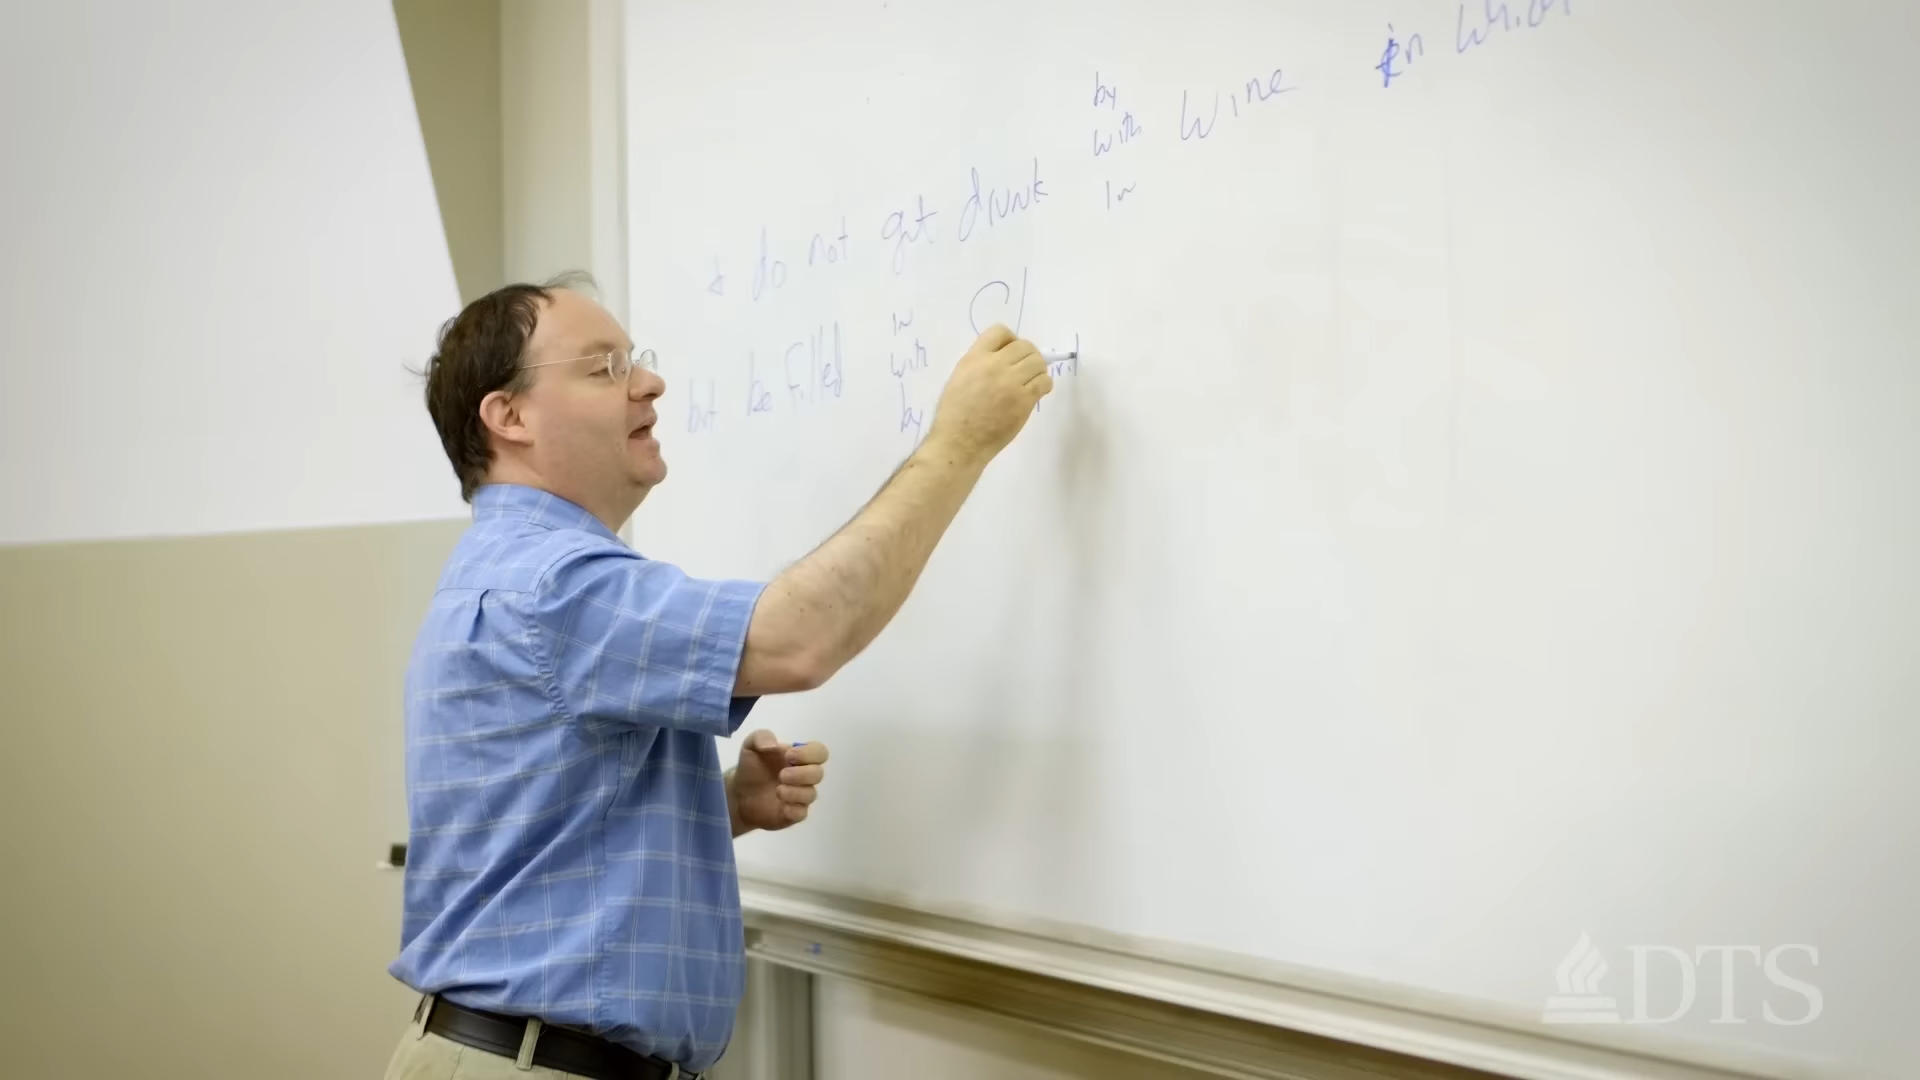 & do not get drunk by with in wine in which
but be filled in with by Spirit
DTS